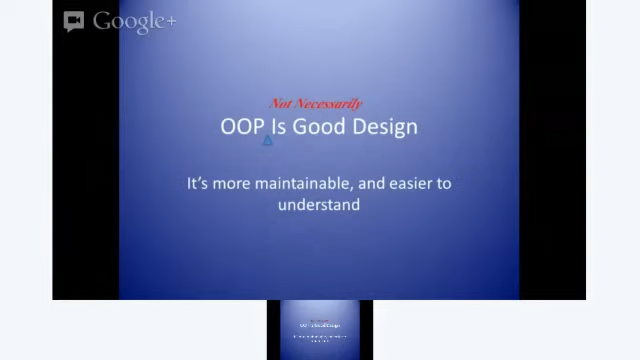 Google+
Not Necessarily
OOP Is Good Design
It's more maintainable, and easier to
understand